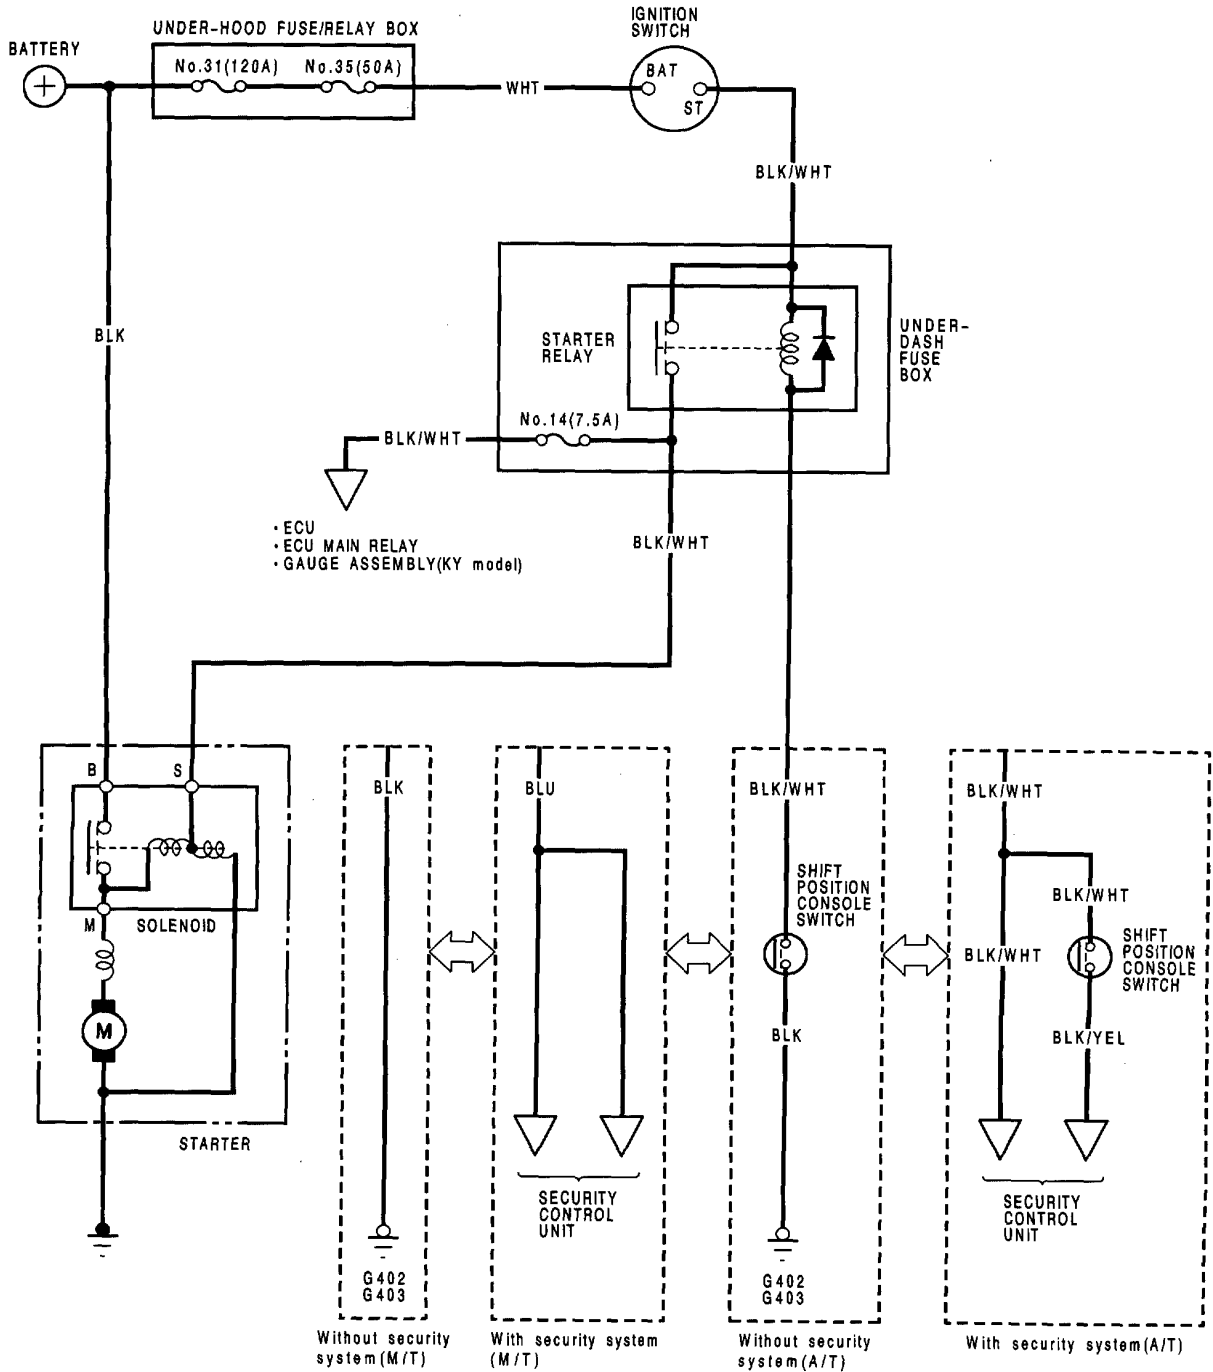 IGNITION
SWITCH
UNDER-HOOD FUSE/RELAY BOX
BATTERY
No.31(120A)
No.35(50A)
BAT
ST
WHT
BLK/WHT
BLK
STARTER
RELAY
UNDER-
DASH
FUSE
BOX
No.14(7.5A)
BLK/WHT
BLK/WHT
・ECU
・ECU MAIN RELAY
・GAUGE ASSEMBLY(KY model)
B
S
M
SOLENOID
M
STARTER
BLK
G402
G403
Without security
system(M/T)
BLU
SECURITY
CONTROL
UNIT
With security system
(M/T)
BLK/WHT
SHIFT
POSITION
CONSOLE
SWITCH
BLK
G402
G403
Without security
system(A/T)
BLK/WHT
BLK/WHT
BLK/WHT
SHIFT
POSITION
CONSOLE
SWITCH
BLK/YEL
SECURITY
CONTROL
UNIT
With security system(A/T)